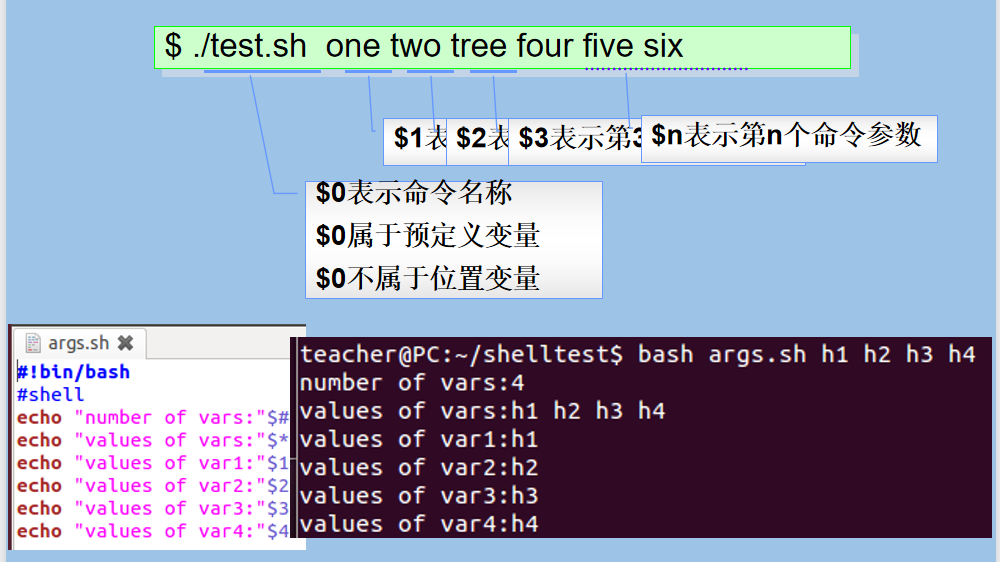 $ ./test.sh  one two tree four five six
$1表
$2表
$3表示第3
$n表示第n个命令参数
$0表示命令名称
$0属于预定义变量
$0不属于位置变量
args.sh
#!bin/bash
#shell
echo "number of vars:"$#
echo "values of vars:"$*
echo "values of var1:"$1
echo "values of var2:"$2
echo "values of var3:"$3
echo "values of var4:"$4
teacher@PC:~/shelltest$ bash args.sh h1 h2 h3 h4
number of vars:4
values of vars:h1 h2 h3 h4
values of var1:h1
values of var2:h2
values of var3:h3
values of var4:h4